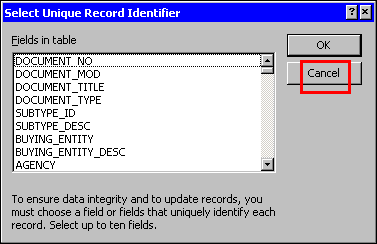 Select Unique Record Identifier
Fields in table
DOCUMENT_NO
DOCUMENT_MOD
DOCUMENT_TITLE
DOCUMENT_TYPE
SUBTYPE_ID
SUBTYPE_DESC
BUYING_ENTITY
BUYING_ENTITY_DESC
AGENCY
OK
Cancel
To ensure data integrity and to update records, you
must choose a field or fields that uniquely identify each
record. Select up to ten fields.